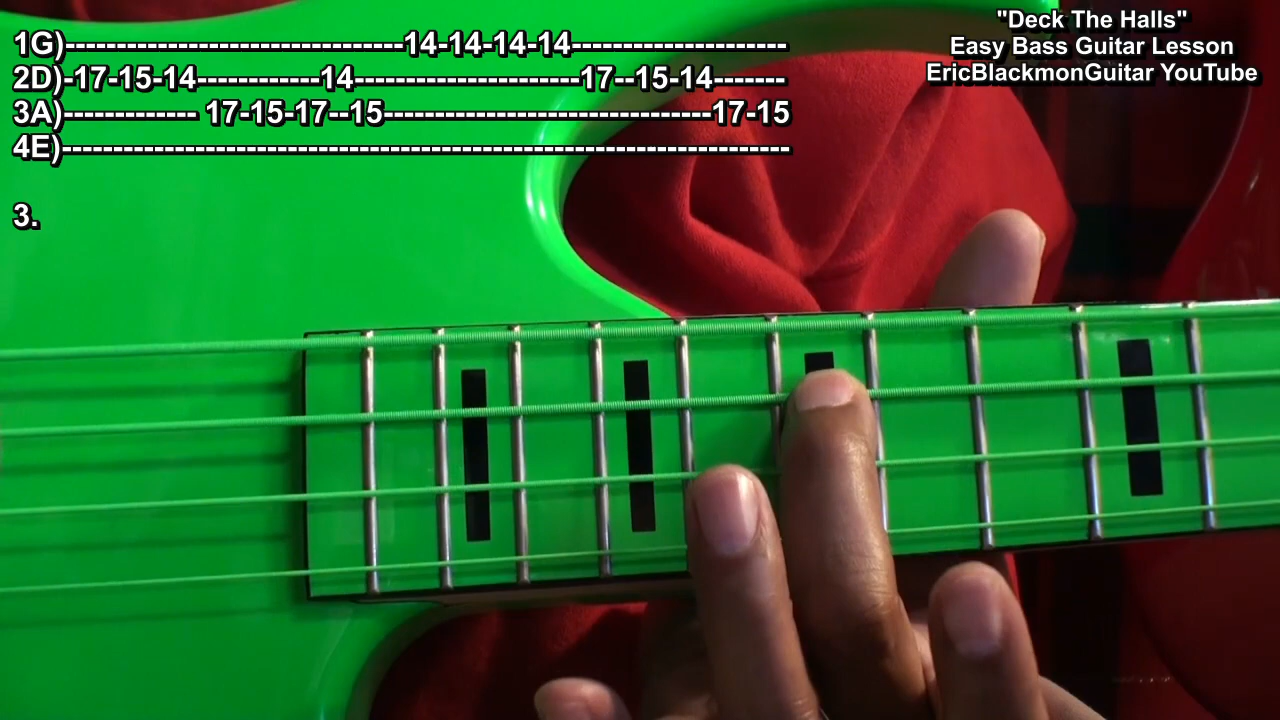 1G)---------------------------------14-14-14-14---------------------
2D)-17-15-14------------14----------------------17--15-14-------
3A)------------- 17-15-17--15--------------------------------17-15
4E)-----------------------------------------------------------------------
3.
"Deck The Halls"
Easy Bass Guitar Lesson
EricBlackmonGuitar YouTube